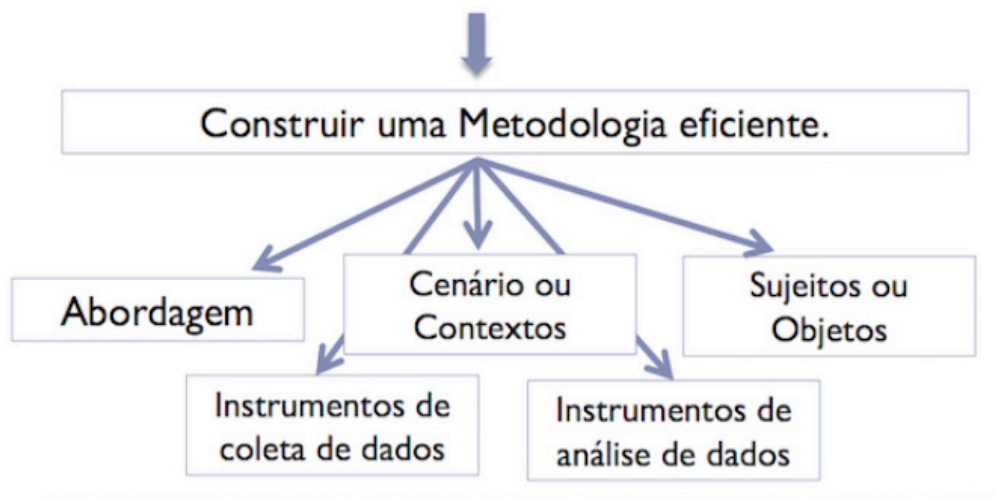 Construir uma Metodologia eficiente.
Abordagem
Cenário ou
Contextos
Sujeitos ou
Objetos
Instrumentos de
coleta de dados
Instrumentos de
análise de dados